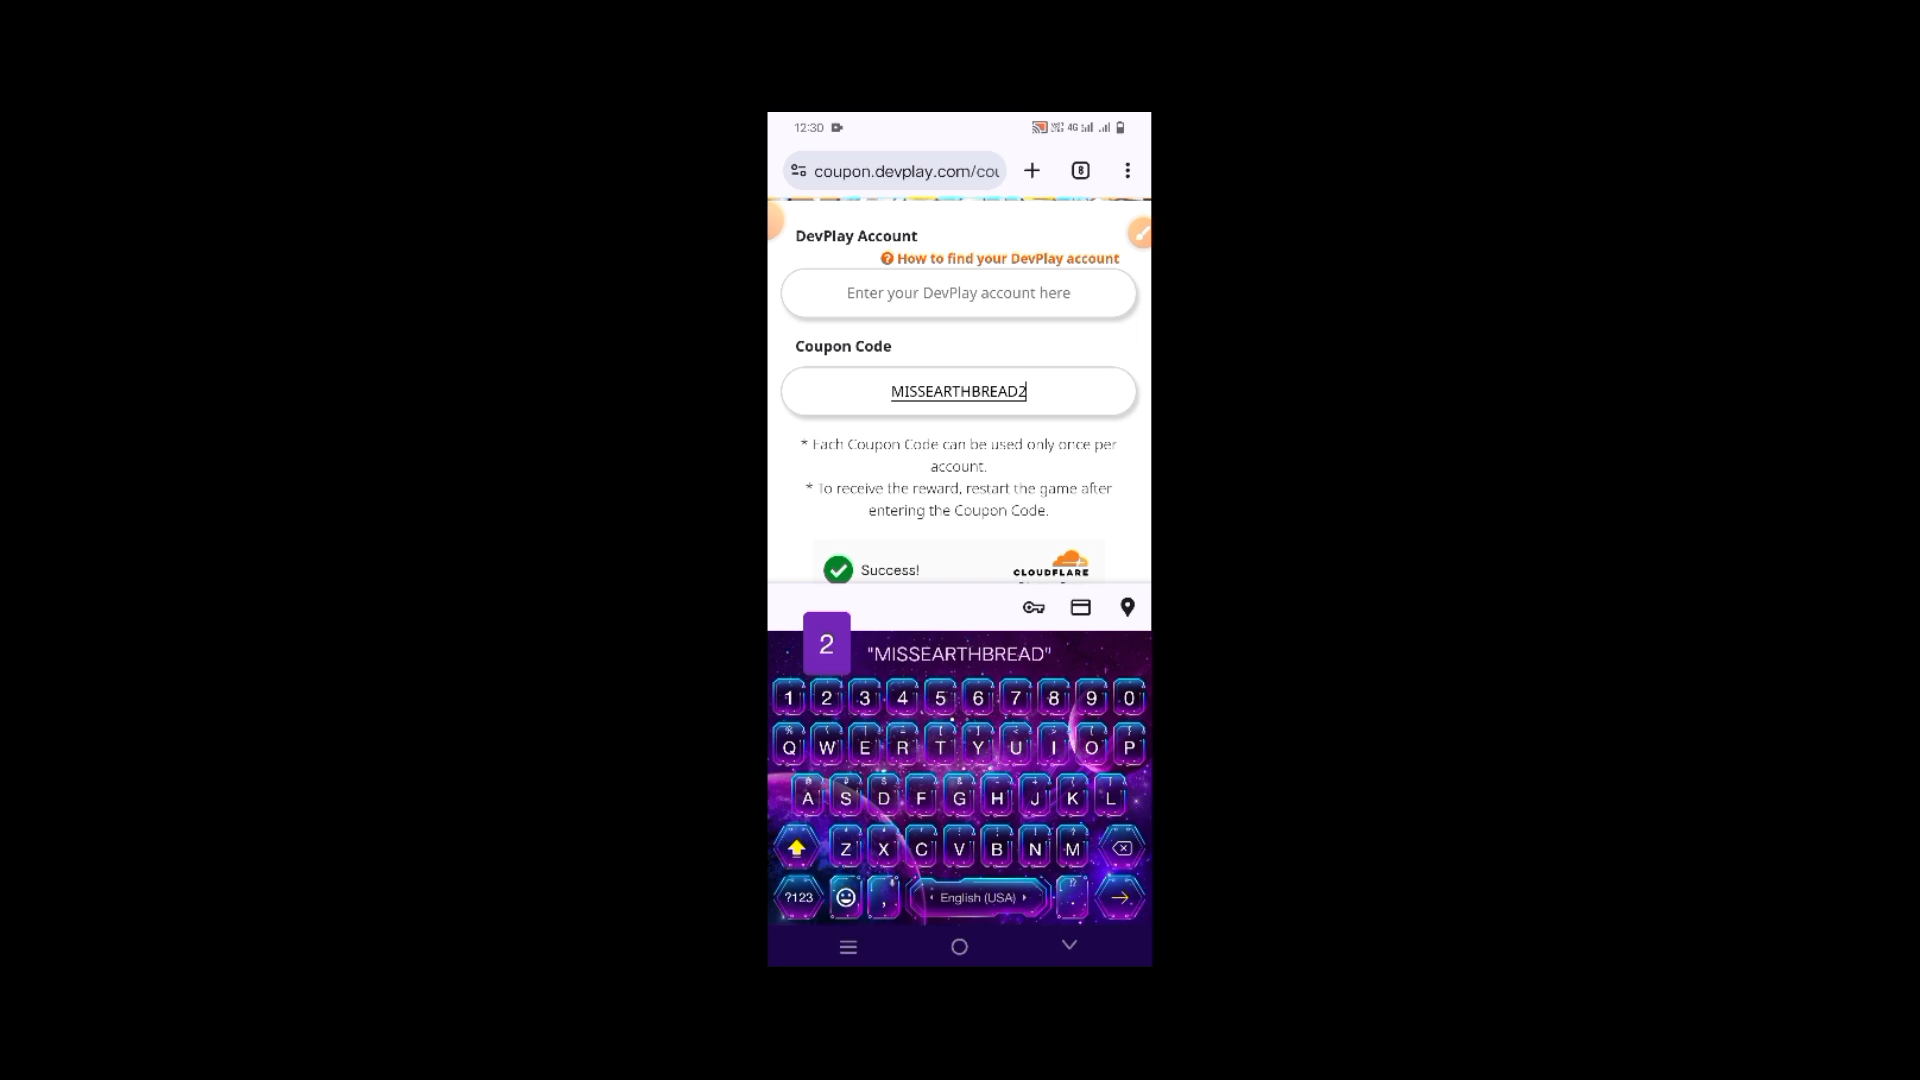 12:30
4G
coupon.devplay.com/cou
8
DevPlay Account
? How to find your DevPlay account
Enter your DevPlay account here
Coupon Code
MISSEARTHBREAD2
* Each Coupon Code can be used only once per
account.
* To receive the reward, restart the game after
entering the Coupon Code.
Success!
CLOUDFLARE
2
"MISSEARTHBREAD"
1 2 3 4 5 6 7 8 9 0
Q W E R T Y U I O P
A S D F G H J K L
Z X C V B N M
?123 , English (USA) .